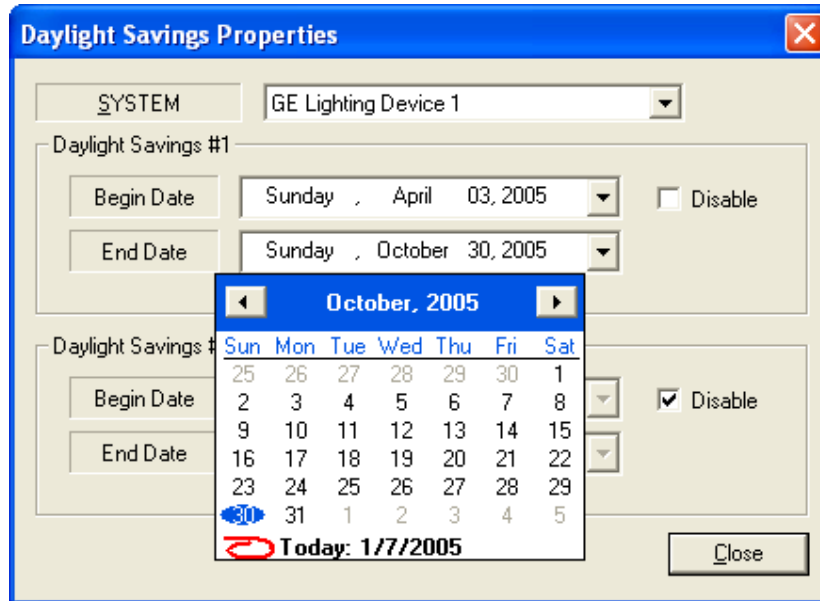 Daylight Savings Properties
SYSTEM GE Lighting Device 1
Daylight Savings #1
Begin Date Sunday , April 03, 2005 Disable
End Date Sunday , October 30, 2005
October, 2005
Sun Mon Tue Wed Thu Fri Sat
25 26 27 28 29 30 1
2 3 4 5 6 7 8
9 10 11 12 13 14 15
16 17 18 19 20 21 22
23 24 25 26 27 28 29
30 31 1 2 3 4 5
Today: 1/7/2005
Daylight Savings #
Begin Date Disable
End Date
Close